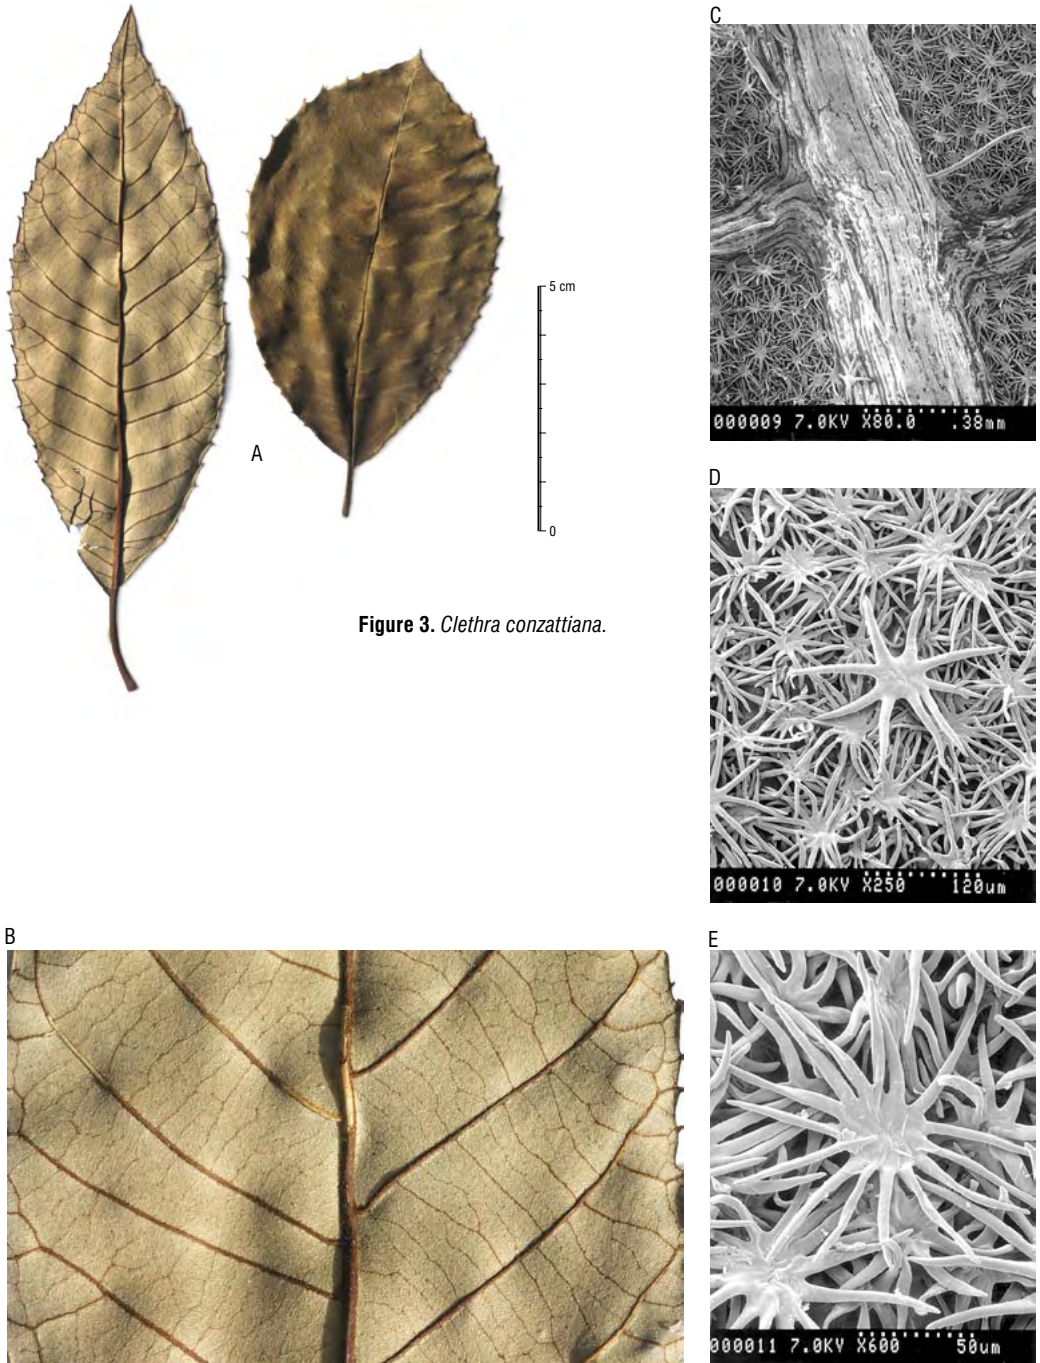 C
5 cm
A
0
000009 7.0KV X80.0 .38mm
D
Figure 3. Clethra conzattiana.
000010 7.0KV X250 120um
B
E
000011 7.0KV X600 50um